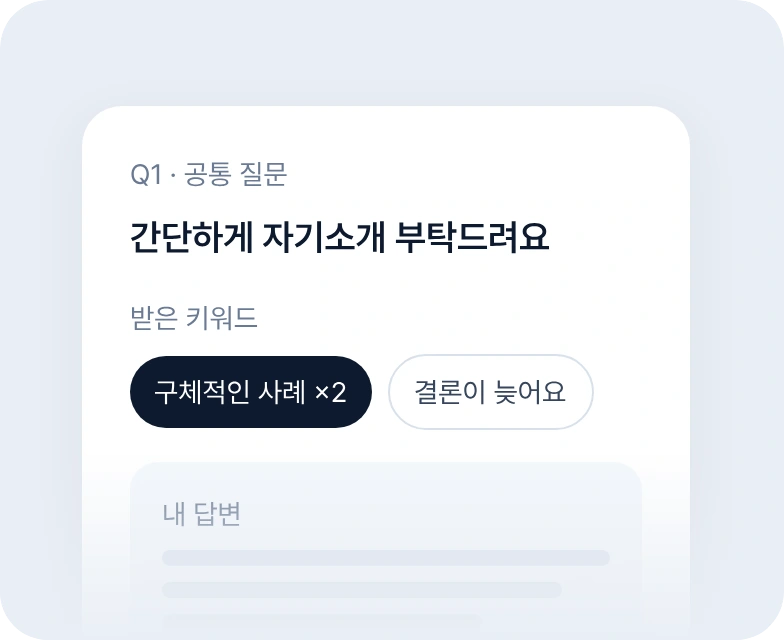 Q1 · 공통 질문
간단하게 자기소개 부탁드려요
받은 키워드
구체적인 사례 ×2
결론이 늦어요
내 답변